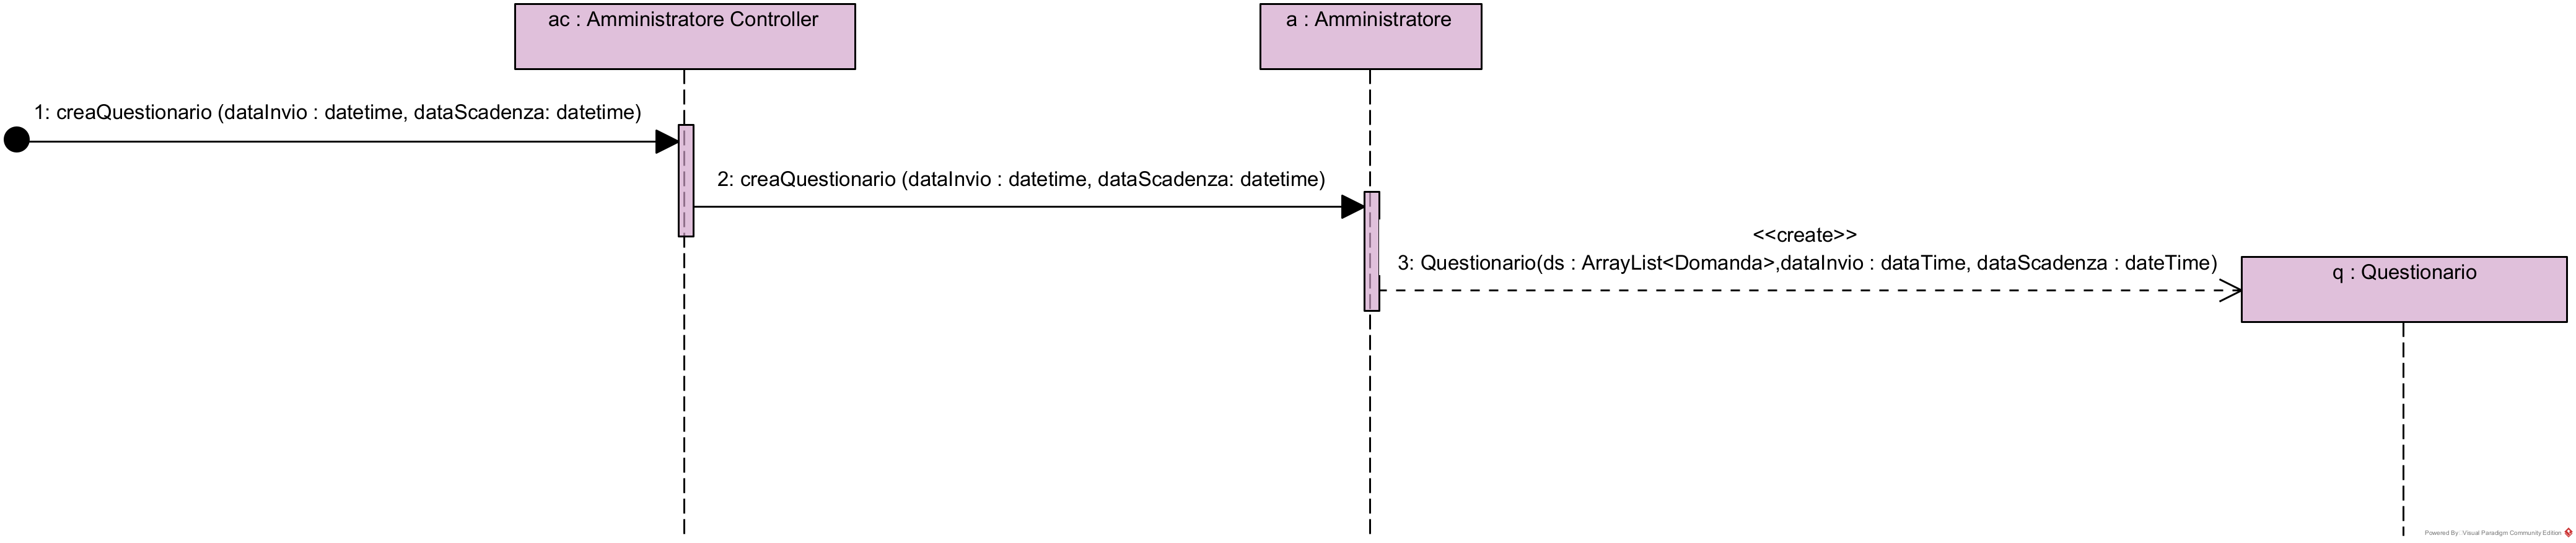 ac : Amministratore Controller
a : Amministratore
1: creaQuestionario (dataInvio : datetime, dataScadenza: datetime)
2: creaQuestionario (dataInvio : datetime, dataScadenza: datetime)
<<create>>
3: Questionario(ds : ArrayList<Domanda>,dataInvio : dataTime, dataScadenza : dateTime)
q : Questionario
Powered By: Visual Paradigm Community Edition